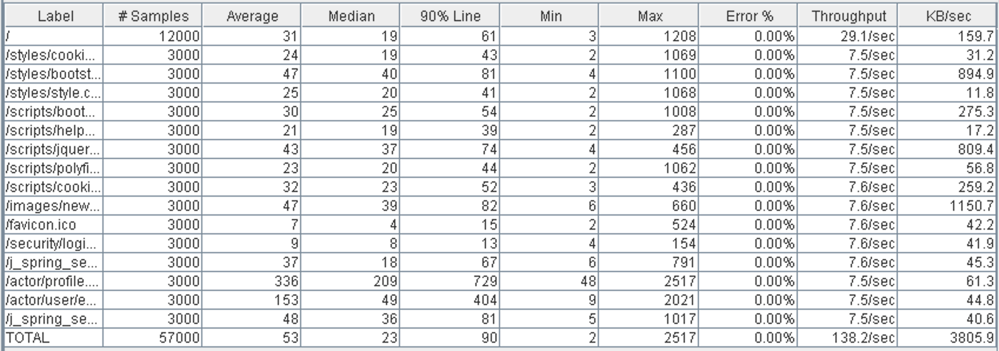 Label # Samples Average Median 90% Line Min Max Error % Throughput KB/sec
/ 12000 31 19 61 3 1208 0.00% 29.1/sec 159.7
/styles/cooki... 3000 24 19 43 2 1069 0.00% 7.5/sec 31.2
/styles/bootst... 3000 47 40 81 4 1100 0.00% 7.5/sec 894.9
/styles/style.c... 3000 25 20 41 2 1068 0.00% 7.5/sec 11.8
/scripts/boot... 3000 30 25 54 2 1008 0.00% 7.5/sec 275.3
/scripts/help... 3000 21 19 39 2 287 0.00% 7.5/sec 17.2
/scripts/jquer... 3000 43 37 74 4 456 0.00% 7.5/sec 809.4
/scripts/polyfi... 3000 23 20 44 2 1062 0.00% 7.5/sec 56.8
/scripts/cooki... 3000 32 23 52 3 436 0.00% 7.6/sec 259.2
/images/new... 3000 47 39 82 6 660 0.00% 7.6/sec 1150.7
/favicon.ico 3000 7 4 15 2 524 0.00% 7.6/sec 42.2
/security/logi... 3000 9 8 13 4 154 0.00% 7.6/sec 41.9
/j_spring_se... 3000 37 18 67 6 791 0.00% 7.6/sec 45.3
/actor/profile.... 3000 336 209 729 48 2517 0.00% 7.5/sec 61.3
/actor/user/e... 3000 153 49 404 9 2021 0.00% 7.5/sec 44.8
/j_spring_se... 3000 48 36 81 5 1017 0.00% 7.5/sec 40.6
TOTAL 57000 53 23 90 2 2517 0.00% 138.2/sec 3805.9